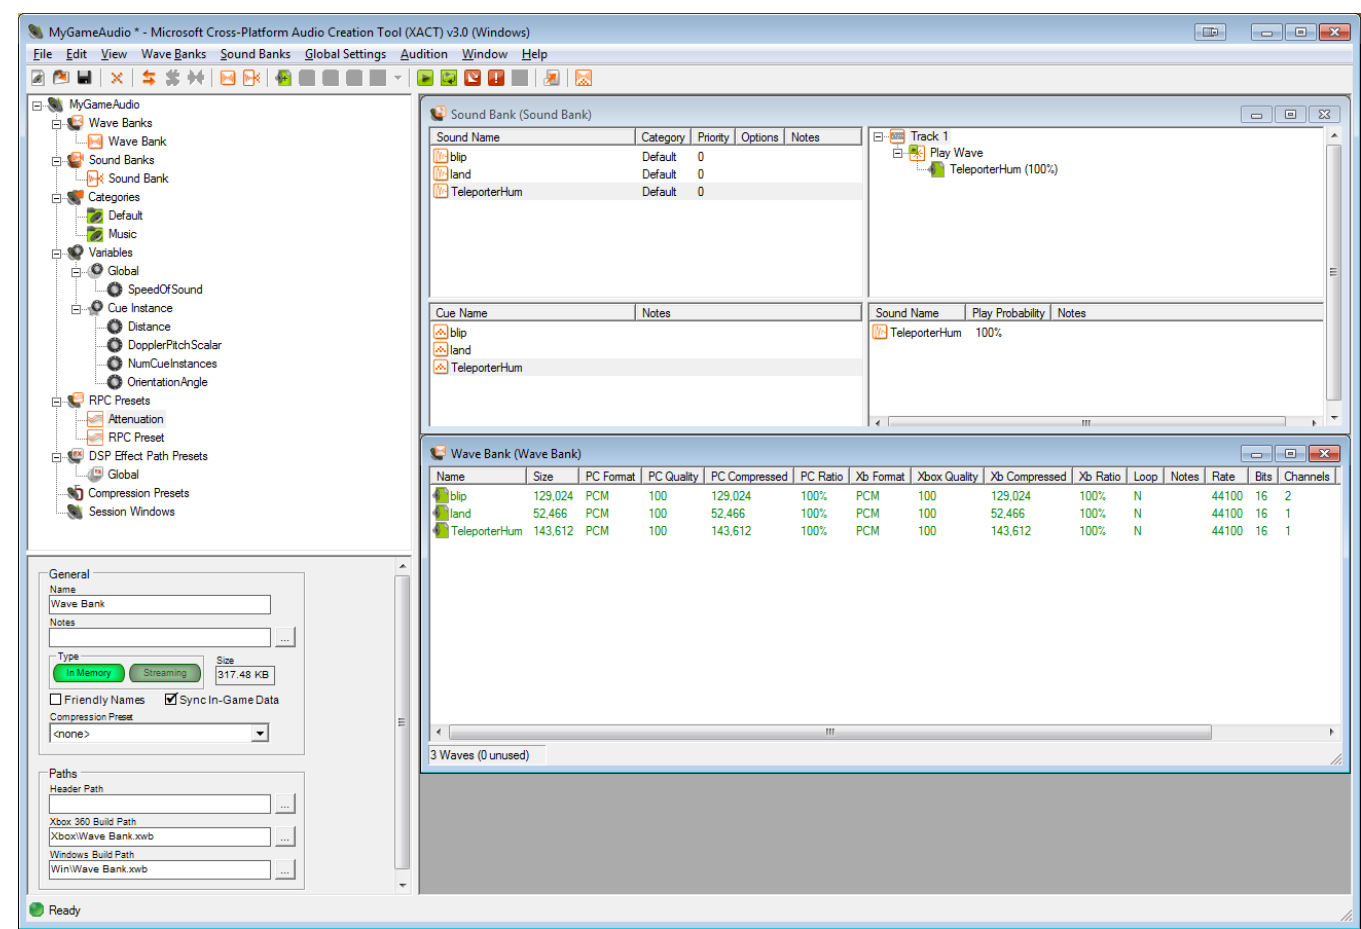 MyGameAudio * - Microsoft Cross-Platform Audio Creation Tool (XACT) v3.0 (Windows)
File Edit View Wave Banks Sound Banks Global Settings Audition Window Help
MyGameAudio
Wave Banks
Wave Bank
Sound Banks
Sound Bank
Categories
Default
Music
Variables
Global
SpeedOfSound
Cue Instance
Distance
DopplerPitchScalar
NumCueInstances
OrientationAngle
RPC Presets
Attenuation
RPC Preset
DSP Effect Path Presets
Global
Compression Presets
Session Windows
General
Name
Wave Bank
Notes
...
Type
In Memory Streaming
Size
317.48 KB
Friendly Names Sync In-Game Data
Compression Preset
<none>
Paths
Header Path
...
Xbox 360 Build Path
Xbox\Wave Bank.xwb ...
Windows Build Path
Win\Wave Bank.xwb ...
Sound Bank (Sound Bank)
Sound Name Category Priority Options Notes
blip Default 0
land Default 0
TeleporterHum Default 0
Track 1
Play Wave
TeleporterHum (100%)
Cue Name Notes
blip
land
TeleporterHum
Sound Name Play Probability Notes
TeleporterHum 100%
Wave Bank (Wave Bank)
Name Size PC Format PC Quality PC Compressed PC Ratio Xb Format Xbox Quality Xb Compressed Xb Ratio Loop Notes Rate Bits Channels
blip 129,024 PCM 100 129,024 100% PCM 100 129,024 100% N 44100 16 2
land 52,466 PCM 100 52,466 100% PCM 100 52,466 100% N 44100 16 1
TeleporterHum 143,612 PCM 100 143,612 100% PCM 100 143,612 100% N 44100 16 1
3 Waves (0 unused)
Ready